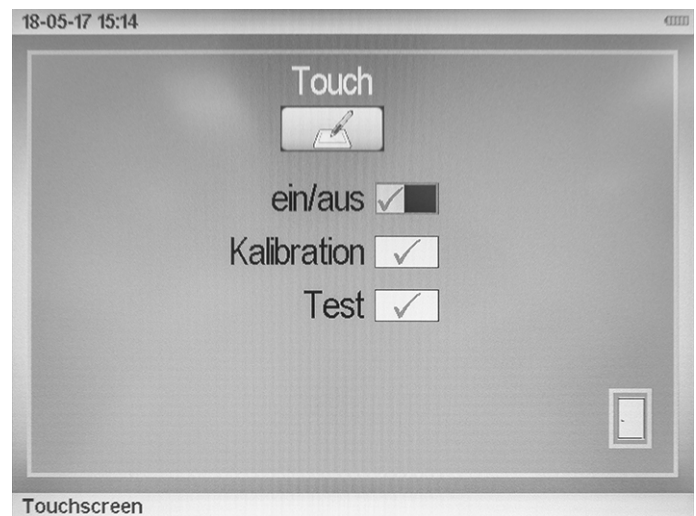 18-05-17 15:14
Touch
ein/aus
Kalibration
Test
Touchscreen